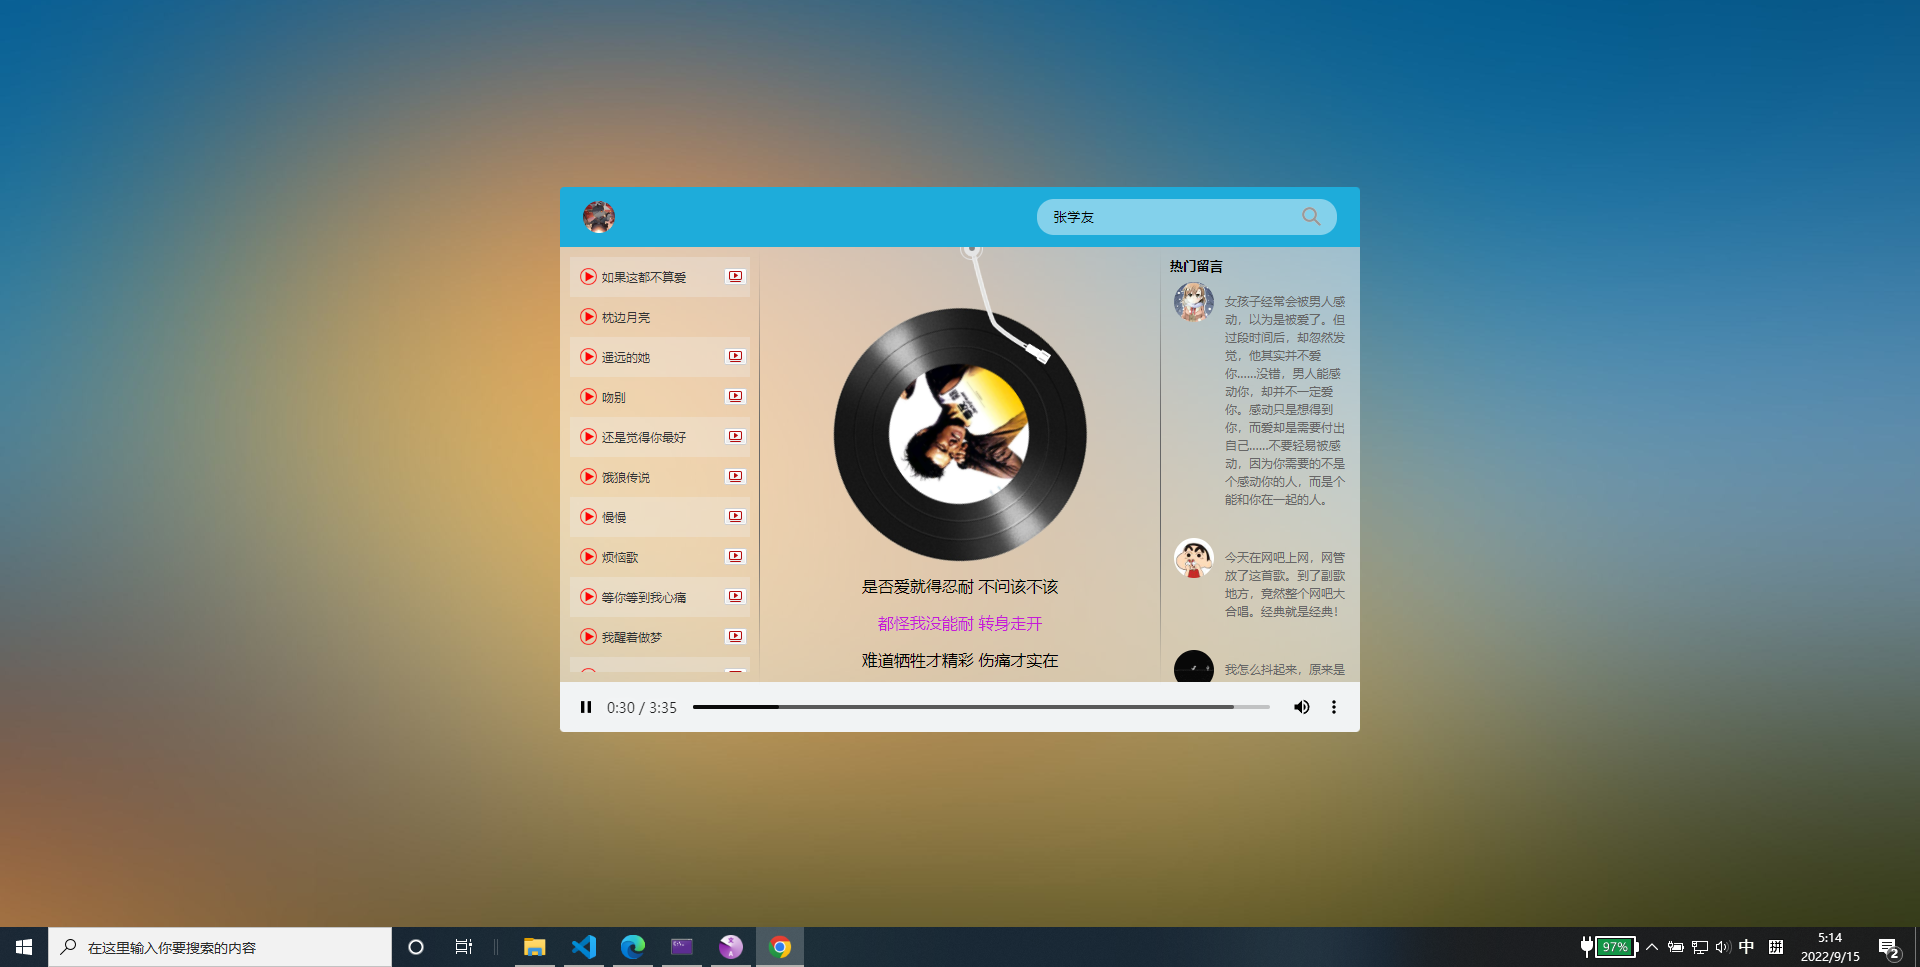 张学友
如果这都不算爱
枕边月亮
遥远的她
吻别
还是觉得你最好
饿狼传说
慢慢
烦恼歌
等你等到我心痛
我醒着做梦
是否爱就得忍耐 不问该不该
都怪我没能耐 转身走开
难道牺牲才精彩 伤痛才实在
热门留言
女孩子经常会被男人感
动，以为是被爱了。但
过段时间后，却忽然发
觉，他其实并不爱
你......没错，男人能感
动你，却并不一定爱
你。感动只是想得到
你，而爱却是需要付出
自己......不要轻易被感
动，因为你需要的不是
个感动你的人，而是个
能和你在一起的人。
今天在网吧上网，网管
放了这首歌。到了副歌
地方，竟然整个网吧大
合唱。经典就是经典！
我怎么抖起来，原来是
0:30 / 3:35
在这里输入你要搜索的内容
97%
中
拼
5:14
2022/9/15
2